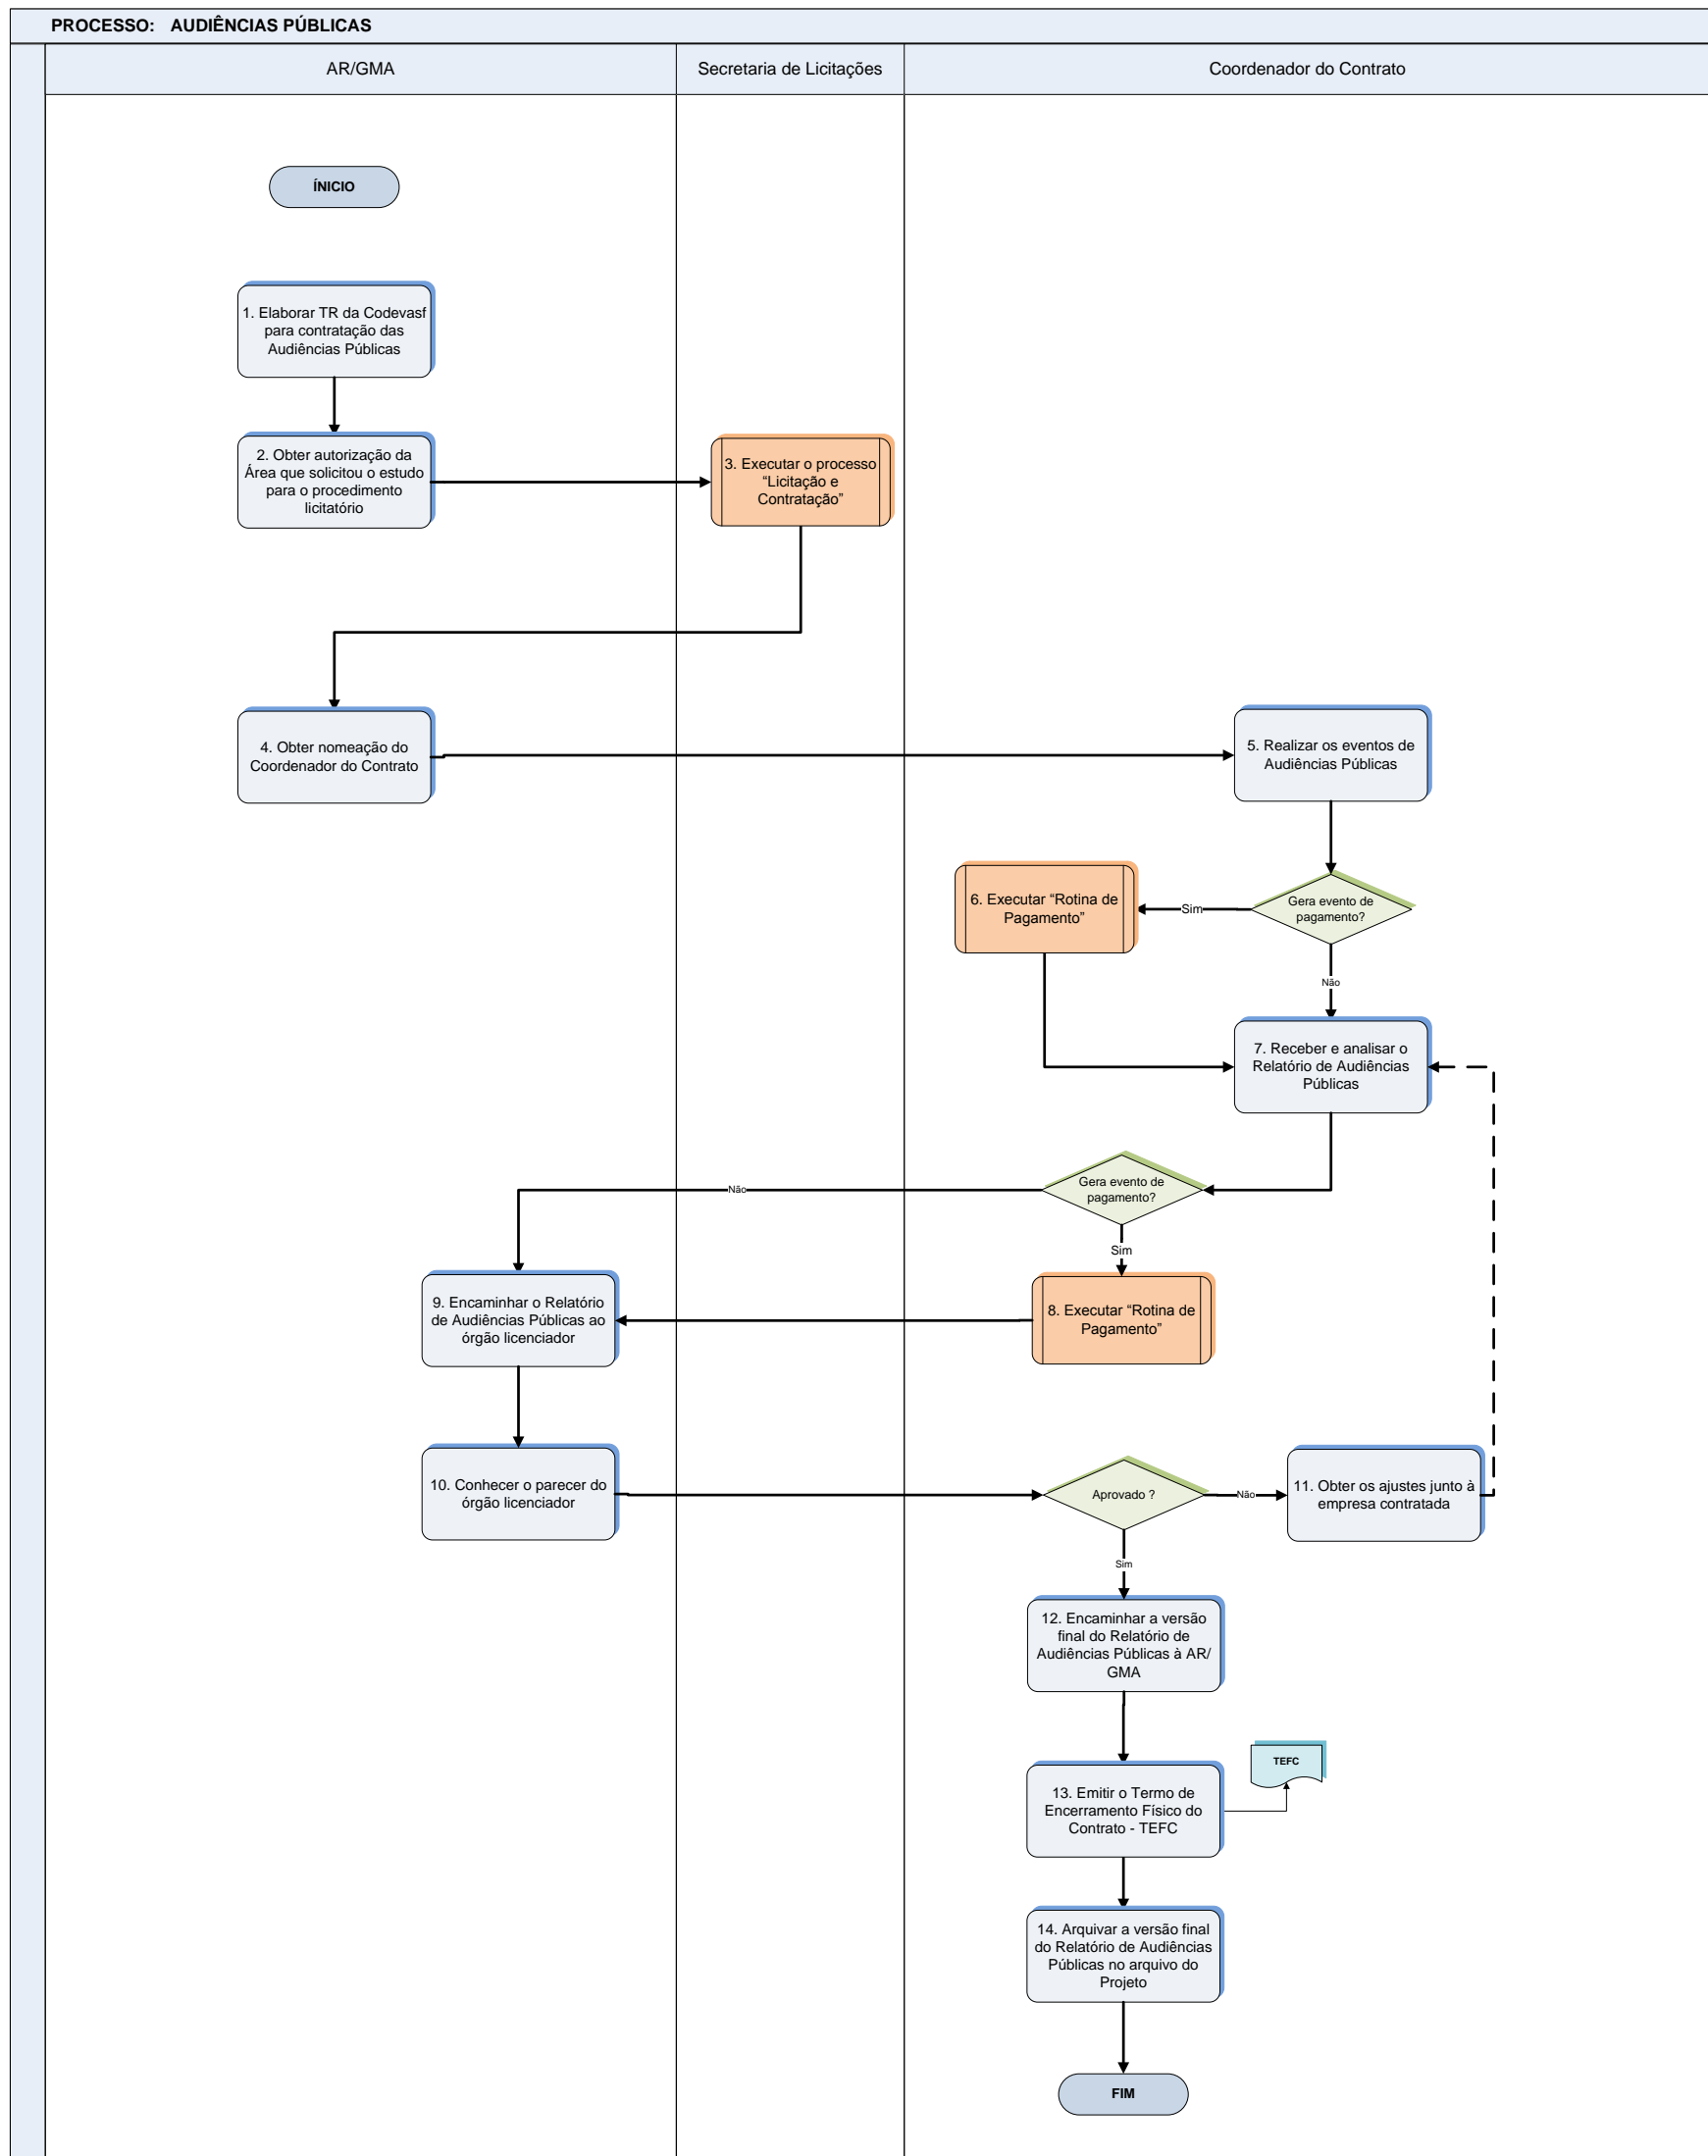 PROCESSO: AUDIÊNCIAS PÚBLICAS
AR/GMA
Secretaria de Licitações
Coordenador do Contrato
ÍNICIO
1. Elaborar TR da Codevasf
para contratação das
Audiências Públicas
2. Obter autorização da
Área que solicitou o estudo
para o procedimento
licitatório
3. Executar o processo
“Licitação e
Contratação”
4. Obter nomeação do
Coordenador do Contrato
5. Realizar os eventos de
Audiências Públicas
Gera evento de
pagamento?
Sim
6. Executar “Rotina de
Pagamento”
Não
7. Receber e analisar o
Relatório de Audiências
Públicas
Gera evento de
pagamento?
Não
Sim
8. Executar “Rotina de
Pagamento”
9. Encaminhar o Relatório
de Audiências Públicas ao
órgão licenciador
10. Conhecer o parecer do
órgão licenciador
Aprovado ?
Não
11. Obter os ajustes junto à
empresa contratada
Sim
12. Encaminhar a versão
final do Relatório de
Audiências Públicas à AR/
GMA
13. Emitir o Termo de
Encerramento Físico do
Contrato - TEFC
TEFC
14. Arquivar a versão final
do Relatório de Audiências
Públicas no arquivo do
Projeto
FIM